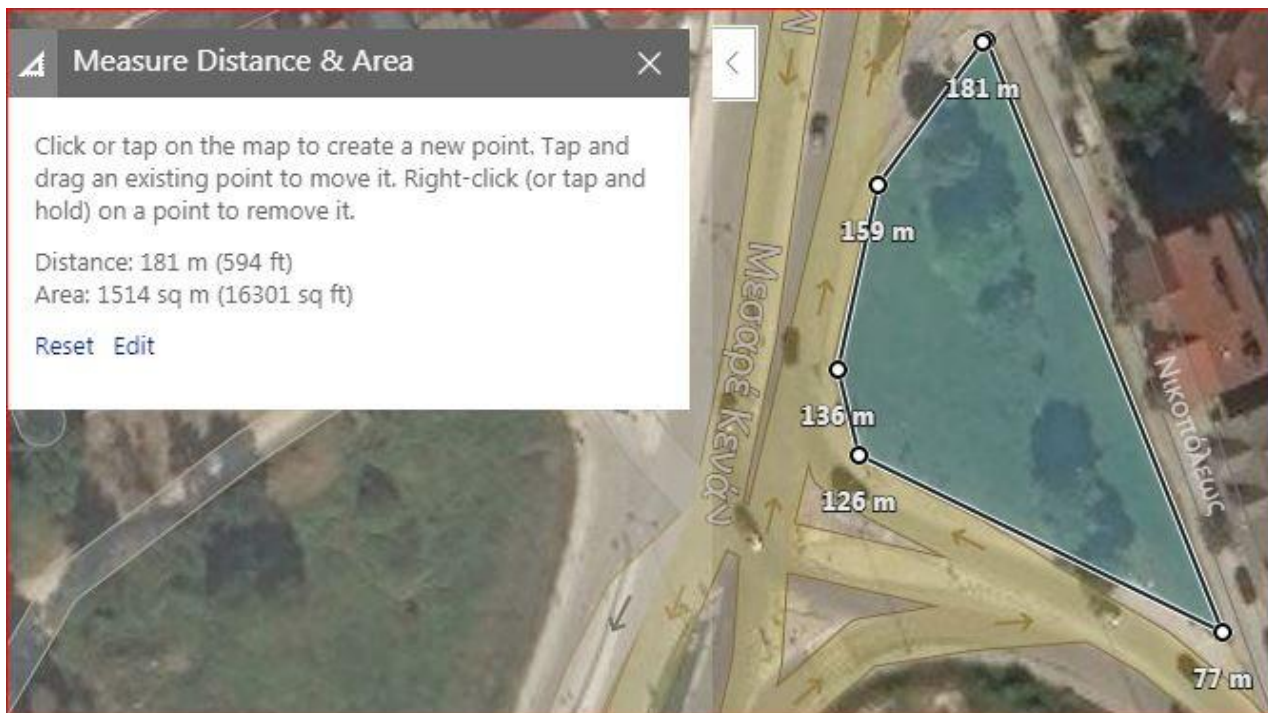 Measure Distance & Area
Click or tap on the map to create a new point. Tap and
drag an existing point to move it. Right-click (or tap and
hold) on a point to remove it.
Distance: 181 m (594 ft)
Area: 1514 sq m (16301 sq ft)
Reset Edit
181 m
159 m
Μεσαρέ Κενάν
136 m
Νικοπόλεως
126 m
77 m